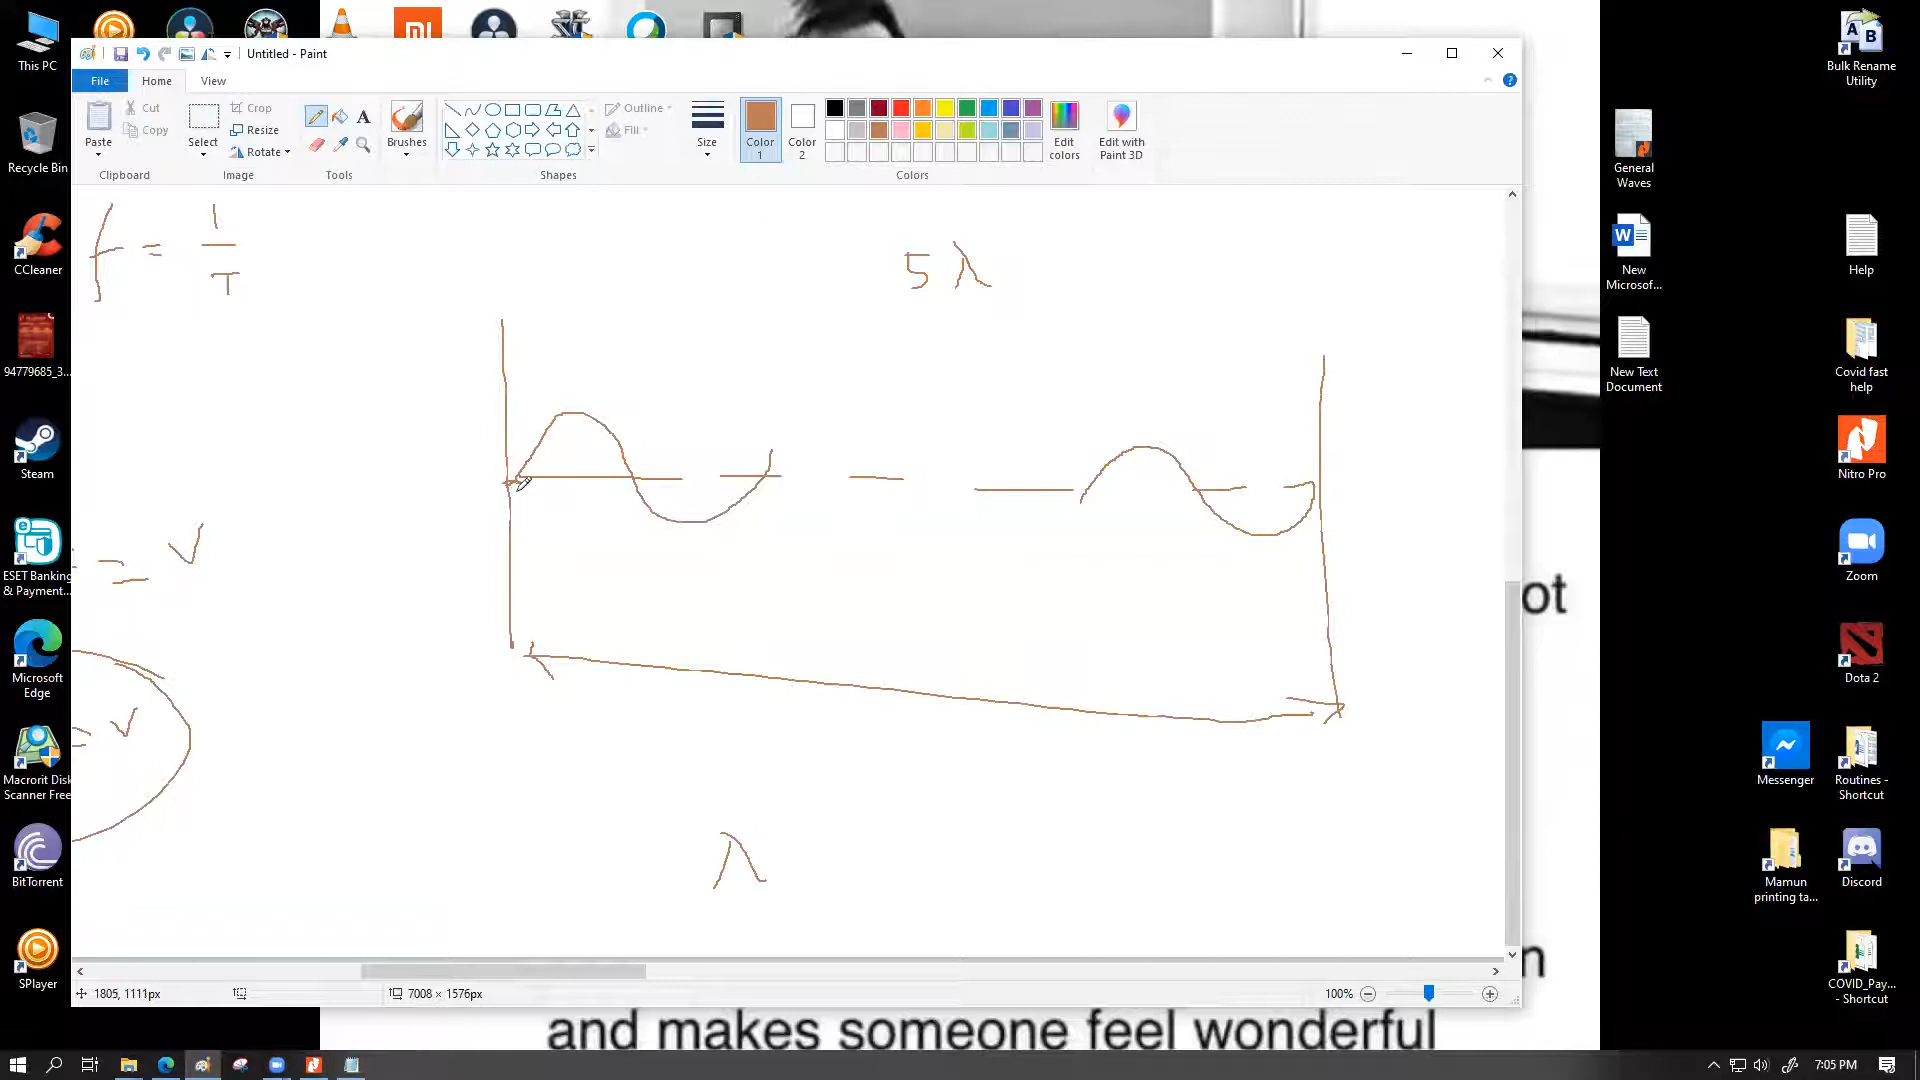 This PC
Recycle Bin
CCleaner
94779685_3...
Steam
ESET Banking
& Payment...
Microsoft
Edge
Macrorit Disk
Scanner Free
BitTorrent
SPlayer
MI
Untitled - Paint
File
Home
View
Paste
Cut
Copy
Clipboard
Select
Crop
Resize
Rotate
Image
Tools
A
Brushes
Shapes
Outline
Fill
Size
Color
1
Color
2
Edit
colors
Edit with
Paint 3D
Colors
f = 1
T
5 λ
= v
= v
λ
1805, 1111px
7008 × 1576px
100%
General
Waves
New
Microsof...
New Text
Document
Bulk Rename
Utility
Help
Covid fast
help
Nitro Pro
Zoom
Dota 2
Messenger
Routines -
Shortcut
Mamun
printing ta...
Discord
COVID_Pay...
- Shortcut
ot
n
and makes someone feel wonderful
7:05 PM